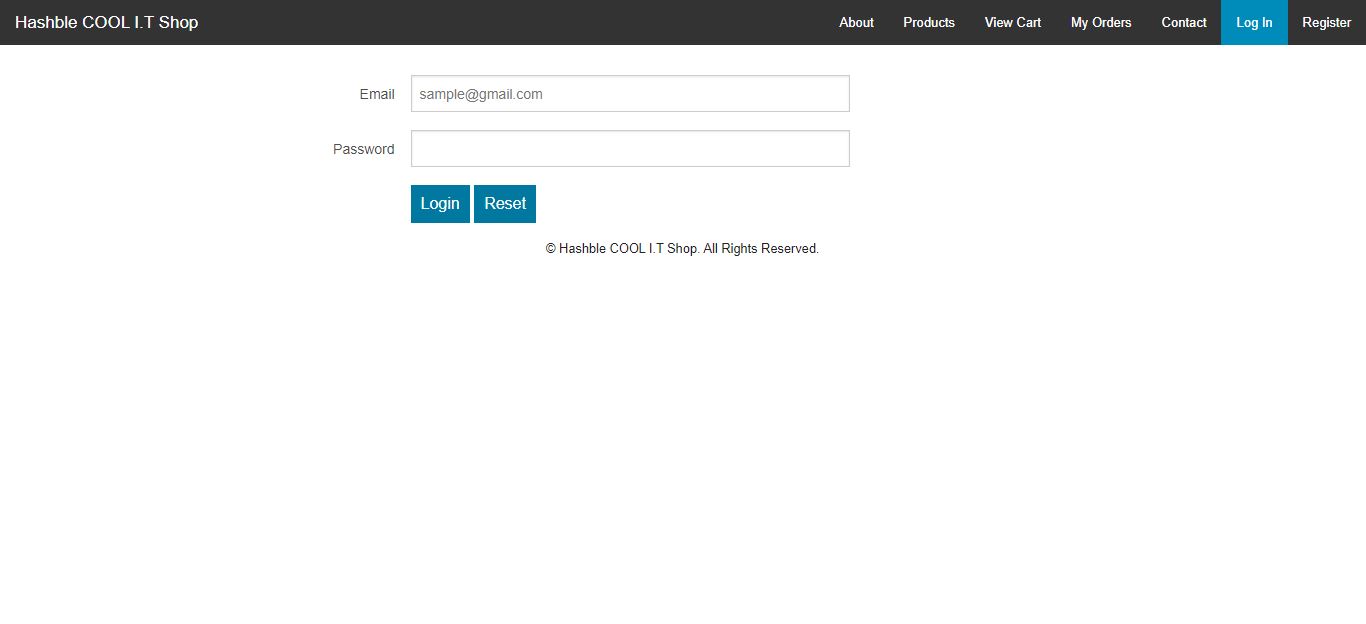 Hashble COOL I.T Shop About Products View Cart My Orders Contact Log In Register
Email sample@gmail.com
Password
Login Reset
© Hashble COOL I.T Shop. All Rights Reserved.